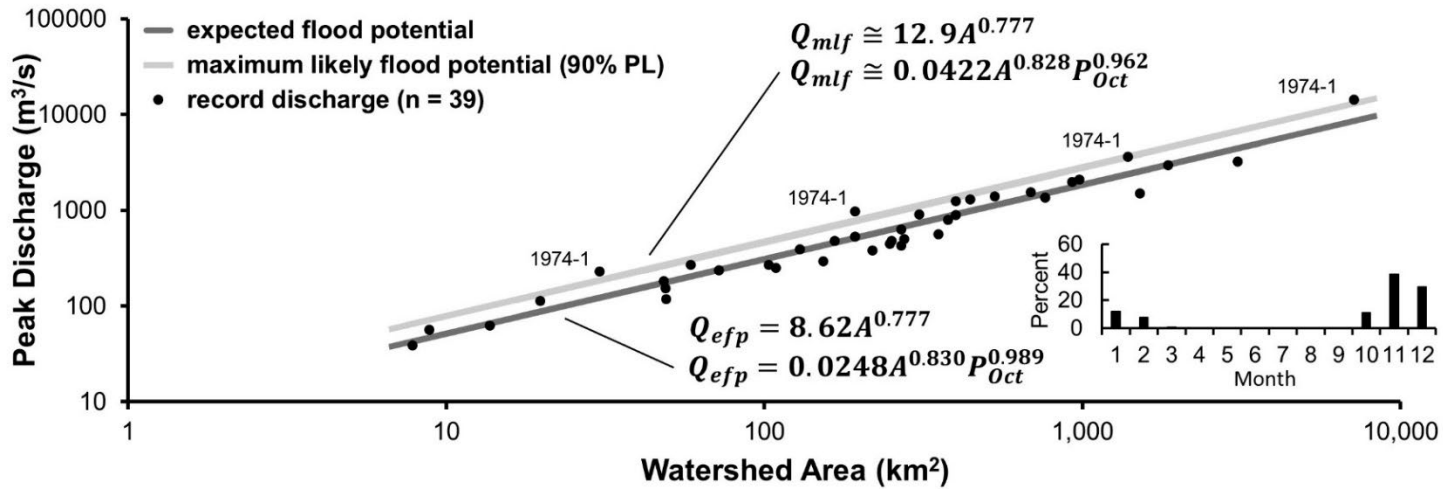 100000
10000
1000
100
10
Peak Discharge (m³/s)
expected flood potential
maximum likely flood potential (90% PL)
record discharge (n = 39)
Q_mlf ≅ 12.9A^0.777
Q_mlf ≅ 0.0422A^0.828 P_Oct^0.962
1974-1
1974-1
1974-1
1974-1
Q_efp = 8.62A^0.777
Q_efp = 0.0248A^0.830 P_Oct^0.989
Percent
60
40
20
0
1 2 3 4 5 6 7 8 9 10 11 12
Month
1 10 100 1,000 10,000
Watershed Area (km²)